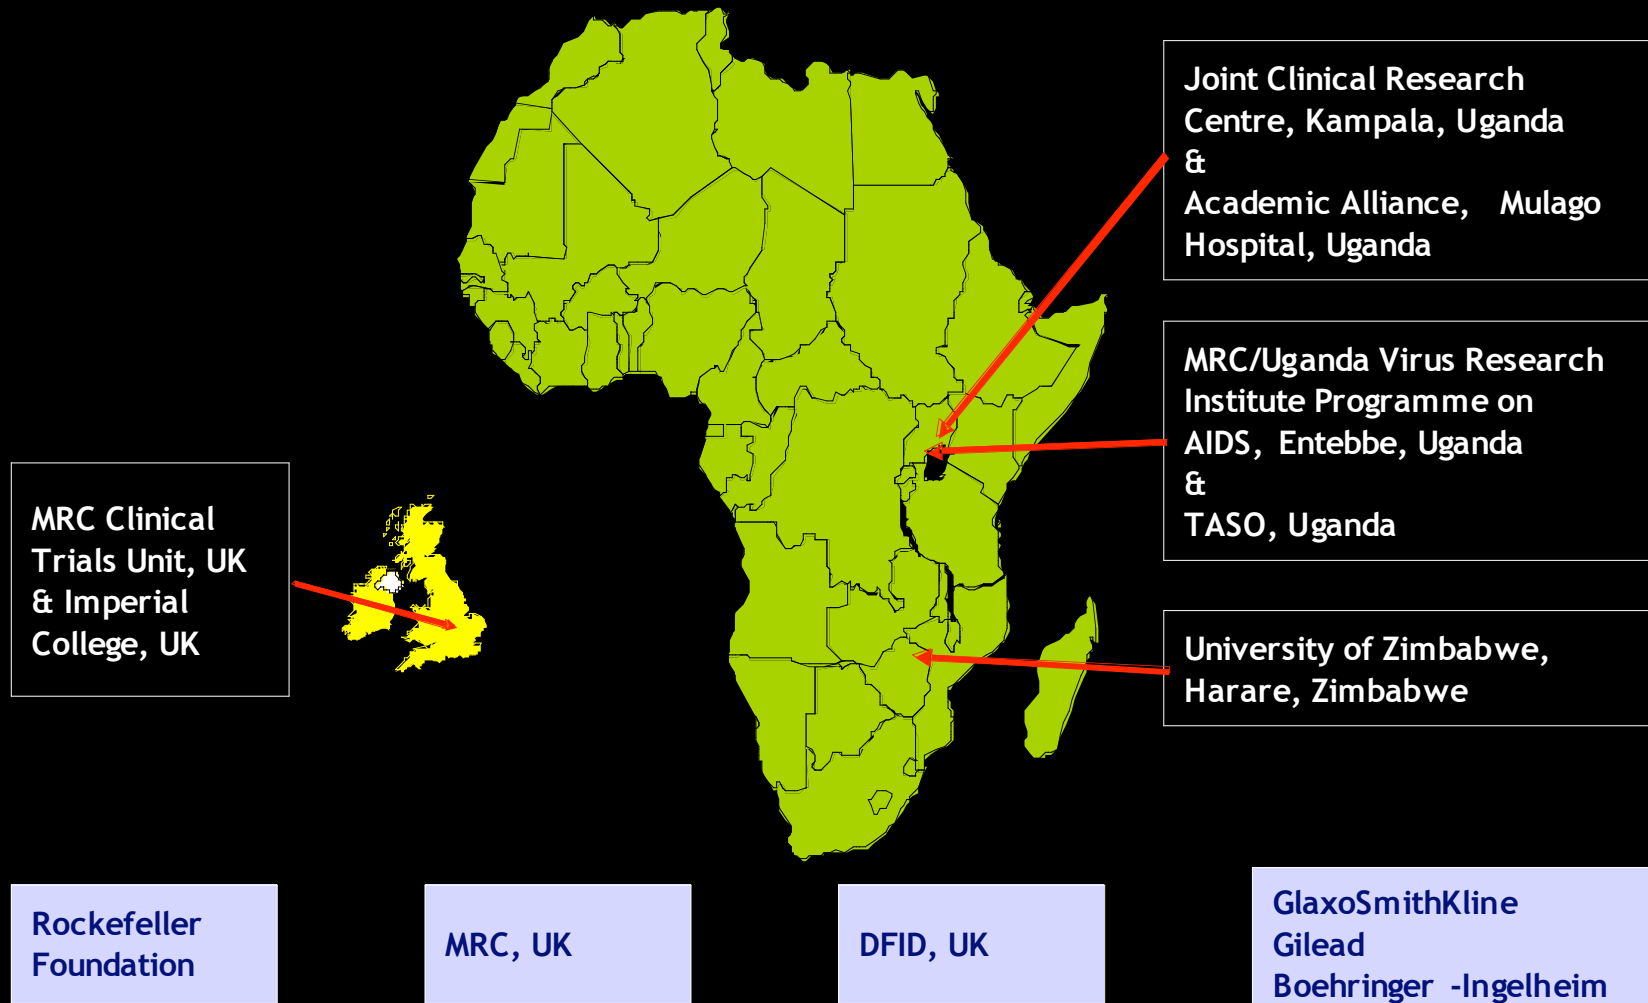 Joint Clinical Research
Centre, Kampala, Uganda
&
Academic Alliance, Mulago
Hospital, Uganda
MRC/Uganda Virus Research
Institute Programme on
AIDS, Entebbe, Uganda
&
TASO, Uganda
MRC Clinical
Trials Unit, UK
& Imperial
College, UK
University of Zimbabwe,
Harare, Zimbabwe
Rockefeller
Foundation
MRC, UK
DFID, UK
GlaxoSmithKline
Gilead
Boehringer -Ingelheim